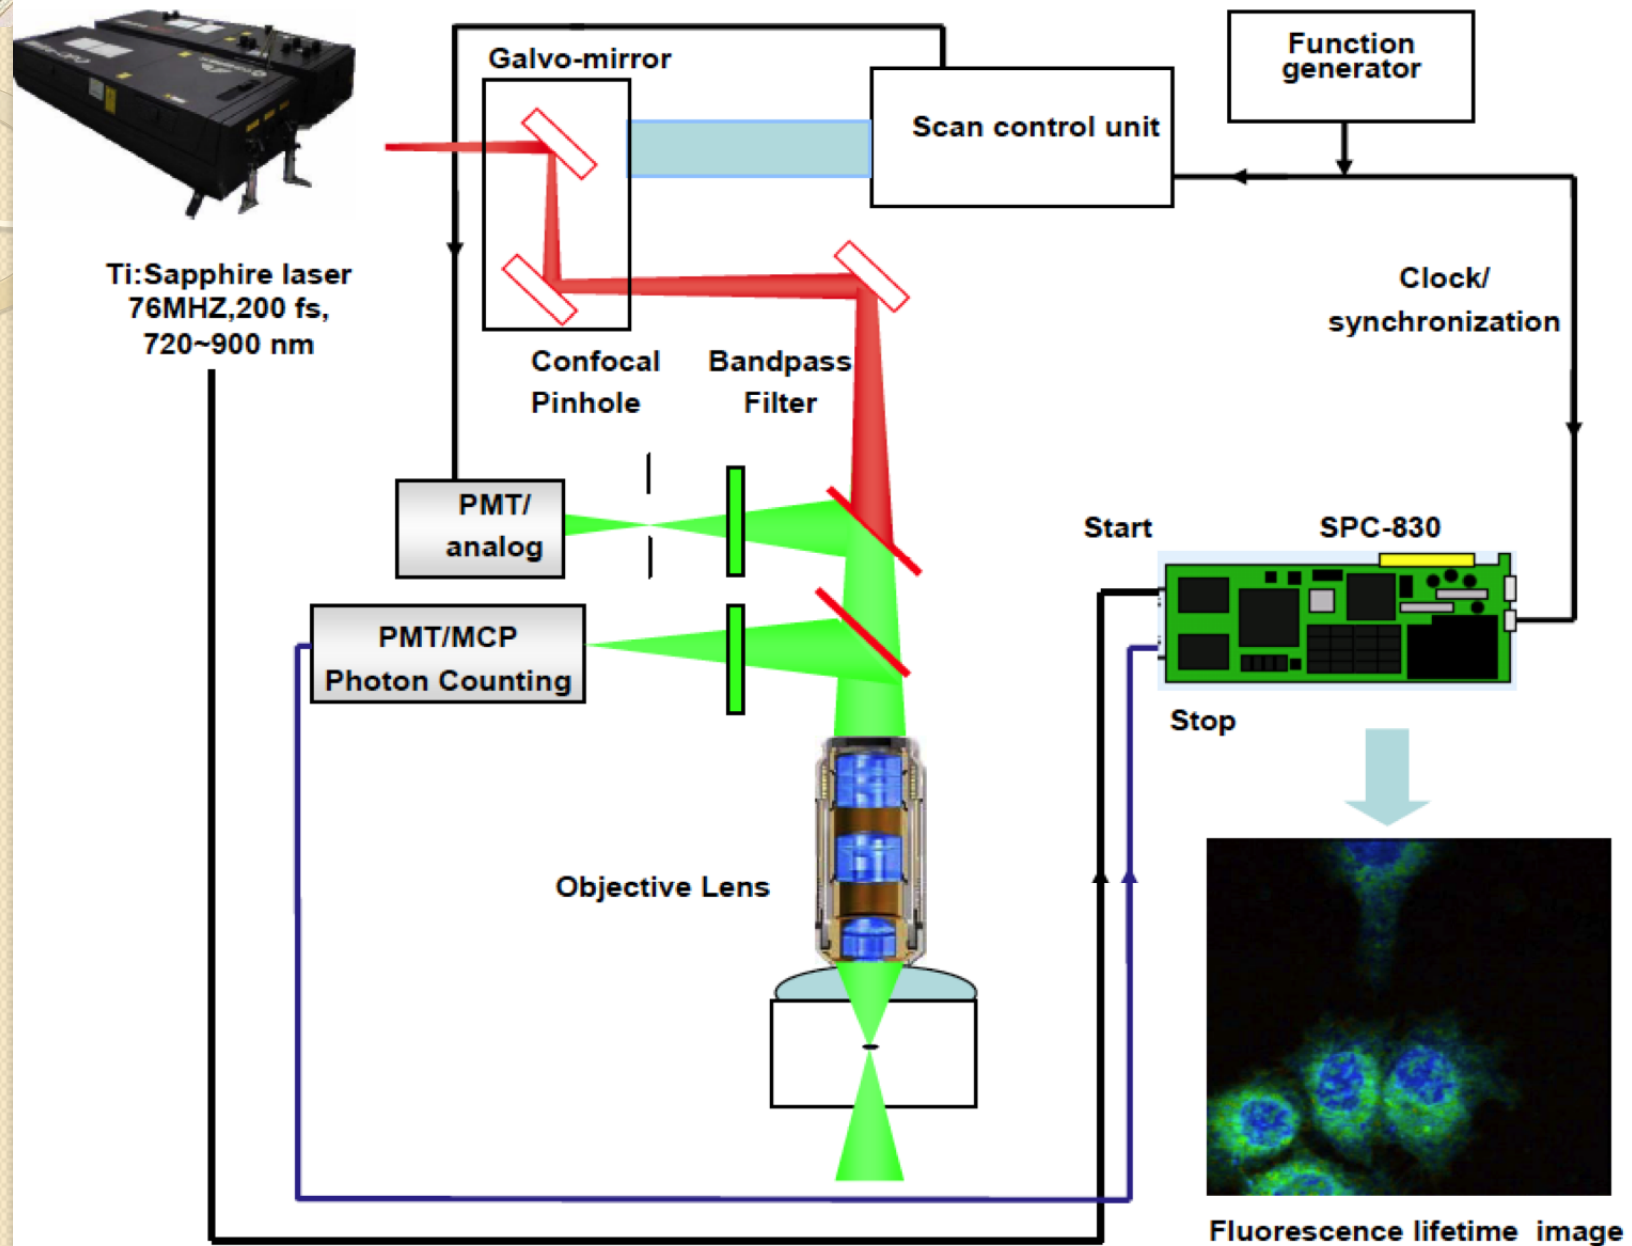 Galvo-mirror
Scan control unit
Function
generator
Ti:Sapphire laser
76MHZ,200 fs,
720~900 nm
Clock/
synchronization
Confocal
Pinhole
Bandpass
Filter
PMT/
analog
Start
SPC-830
PMT/MCP
Photon Counting
Stop
Objective Lens
Fluorescence lifetime image